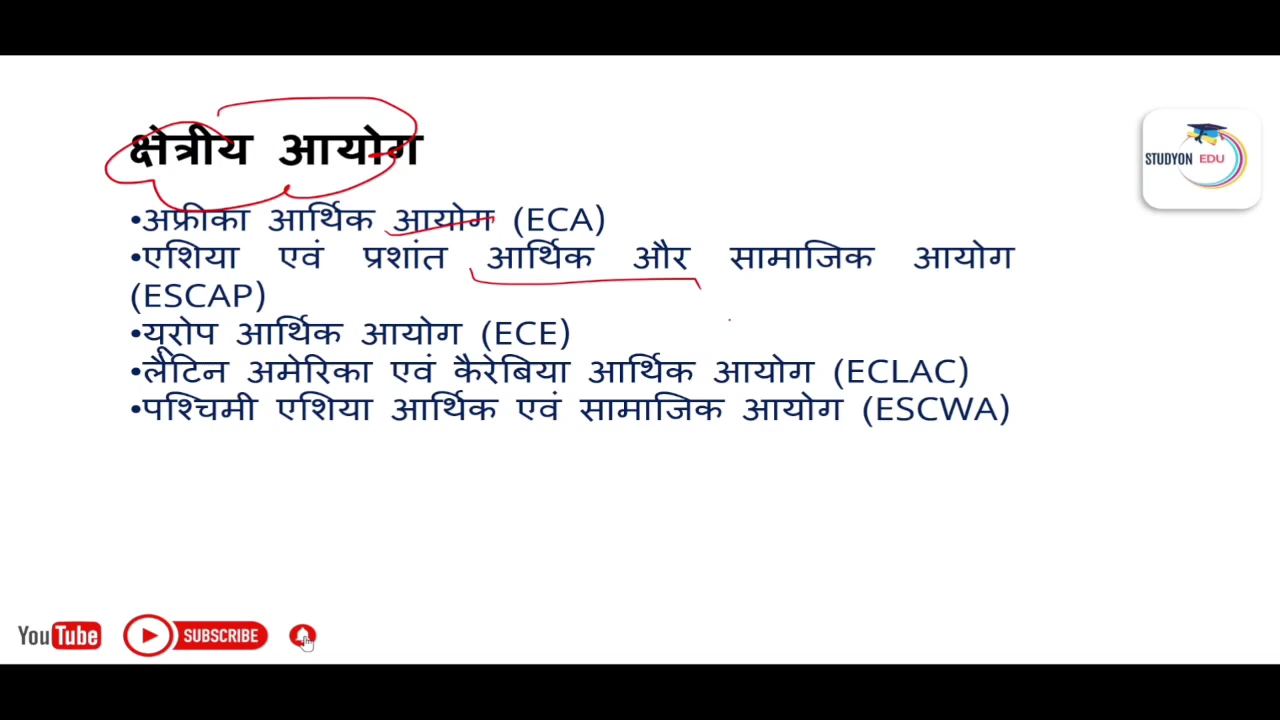 क्षेत्रीय आयोग
STUDYON EDU
•अफ्रीका आर्थिक आयोग (ECA)
•एशिया एवं प्रशांत आर्थिक और सामाजिक आयोग
(ESCAP)
•यूरोप आर्थिक आयोग (ECE)
•लैटिन अमेरिका एवं कैरेबिया आर्थिक आयोग (ECLAC)
•पश्चिमी एशिया आर्थिक एवं सामाजिक आयोग (ESCWA)
YouTube SUBSCRIBE